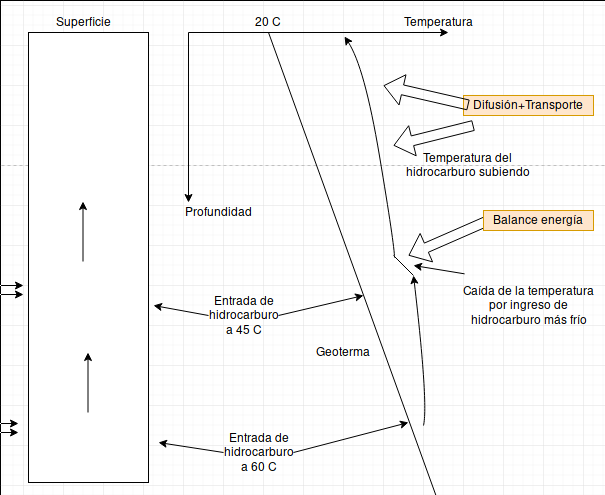 Superficie
20 C
Temperatura
Difusión+Transporte
Temperatura del
hidrocarburo subiendo
Profundidad
Balance energía
Caída de la temperatura
por ingreso de
hidrocarburo más frío
Entrada de
hidrocarburo
a 45 C
Geoterma
Entrada de
hidrocarburo
a 60 C